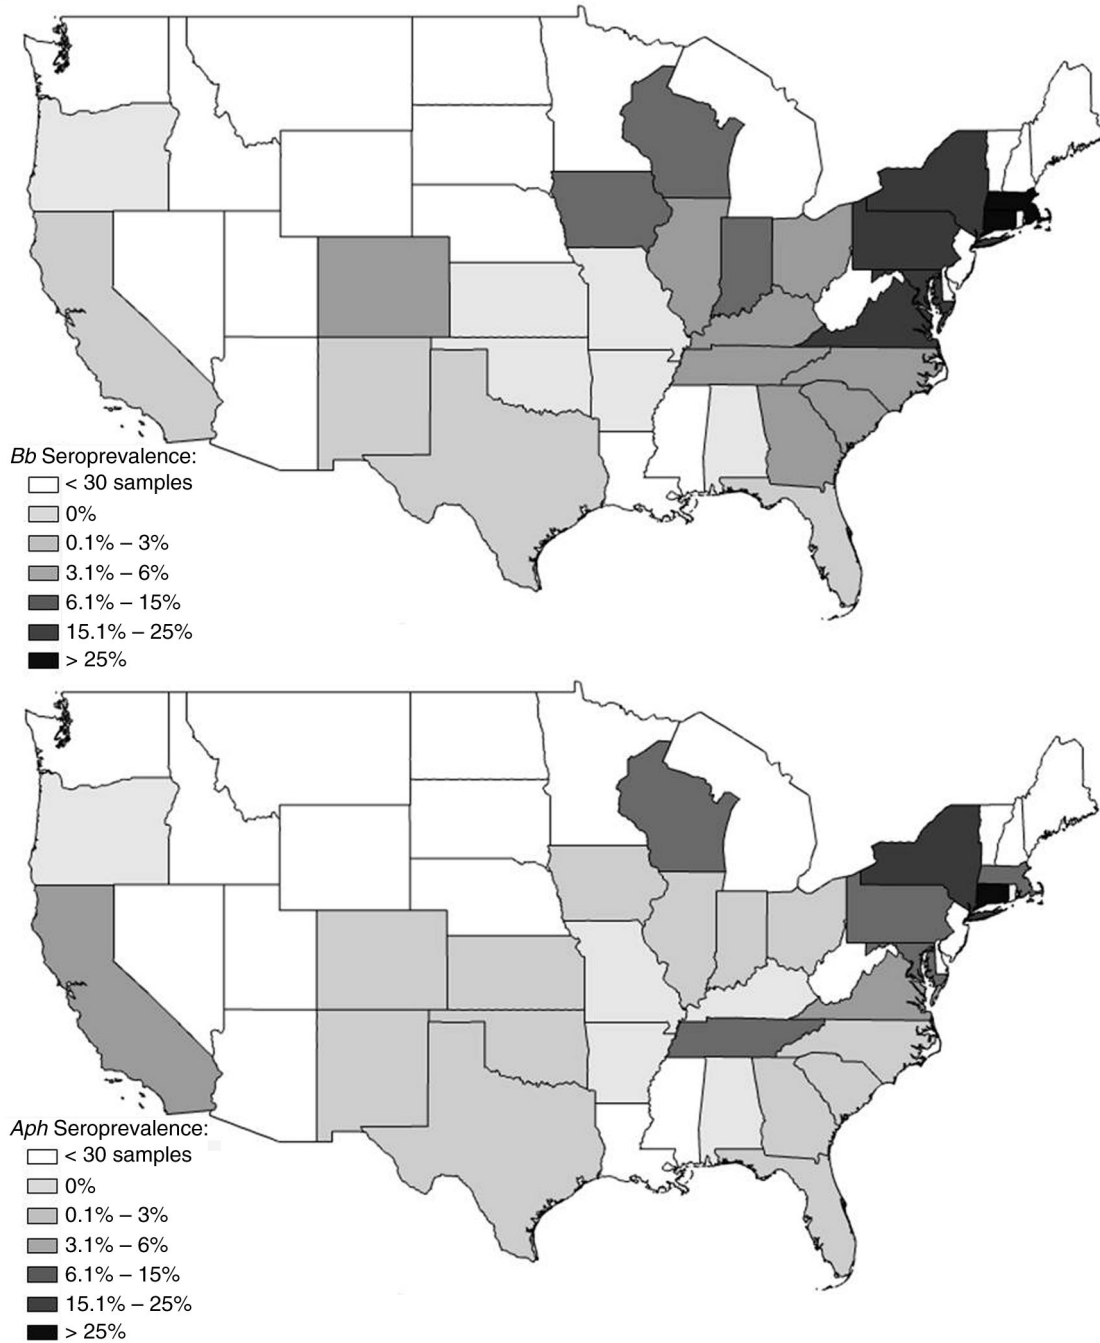 Bb Seroprevalence:
< 30 samples
0%
0.1% – 3%
3.1% – 6%
6.1% – 15%
15.1% – 25%
> 25%
Aph Seroprevalence:
< 30 samples
0%
0.1% – 3%
3.1% – 6%
6.1% – 15%
15.1% – 25%
> 25%